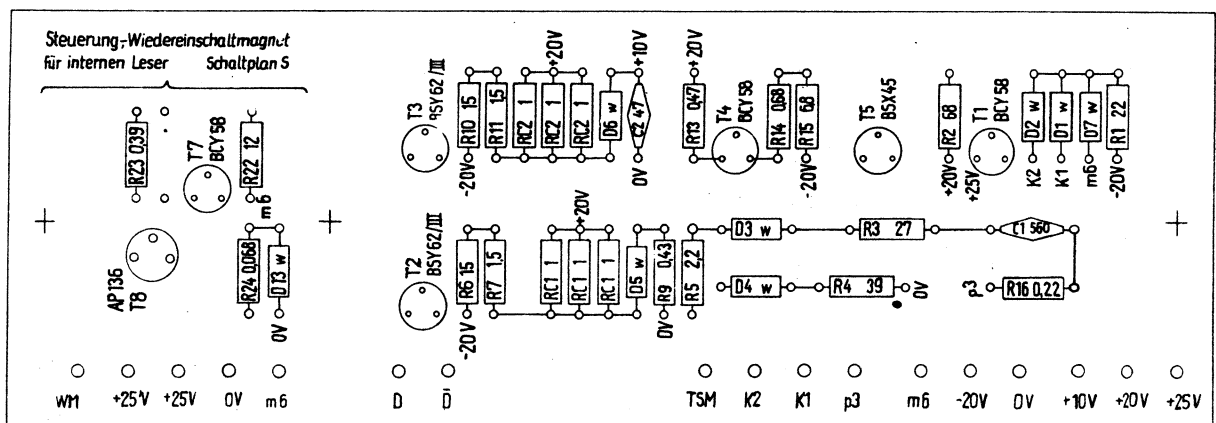 Steuerung-Wiedereinschaltmagnet
für internen Leser Schaltplan S
R23 0,39
T7
BCY58
R22 12
m6
AP136
T8
R24 0,068
D13 w
0V
T3
BSY62/III
R10 15
-20V
R11 1,5
RC2 1
RC2 1
RC2 1
+20V
D6 w
+10V
C2 47
0V
+20V
R13 0,47
T4
BCY58
R14 0,68
R15 6,8
-20V
T5
BSX45
R2 68
+20V
+25V
T1
BCY58
D2 w
K2
D1 w
K1
D7 w
m6
R1 22
-20V
T2
BSY62/III
R6 15
-20V
R7 1,5
RC1 1
RC1 1
RC1 1
+20V
D5 w
R9 0,43
0V
R5 2,2
D3 w
R3 27
C1 560
D4 w
R4 39
0V
p3
R16 0,22
WM +25V +25V 0V m6 D D̄ TSM K2 K1 p3 m6 -20V 0V +10V +20V +25V